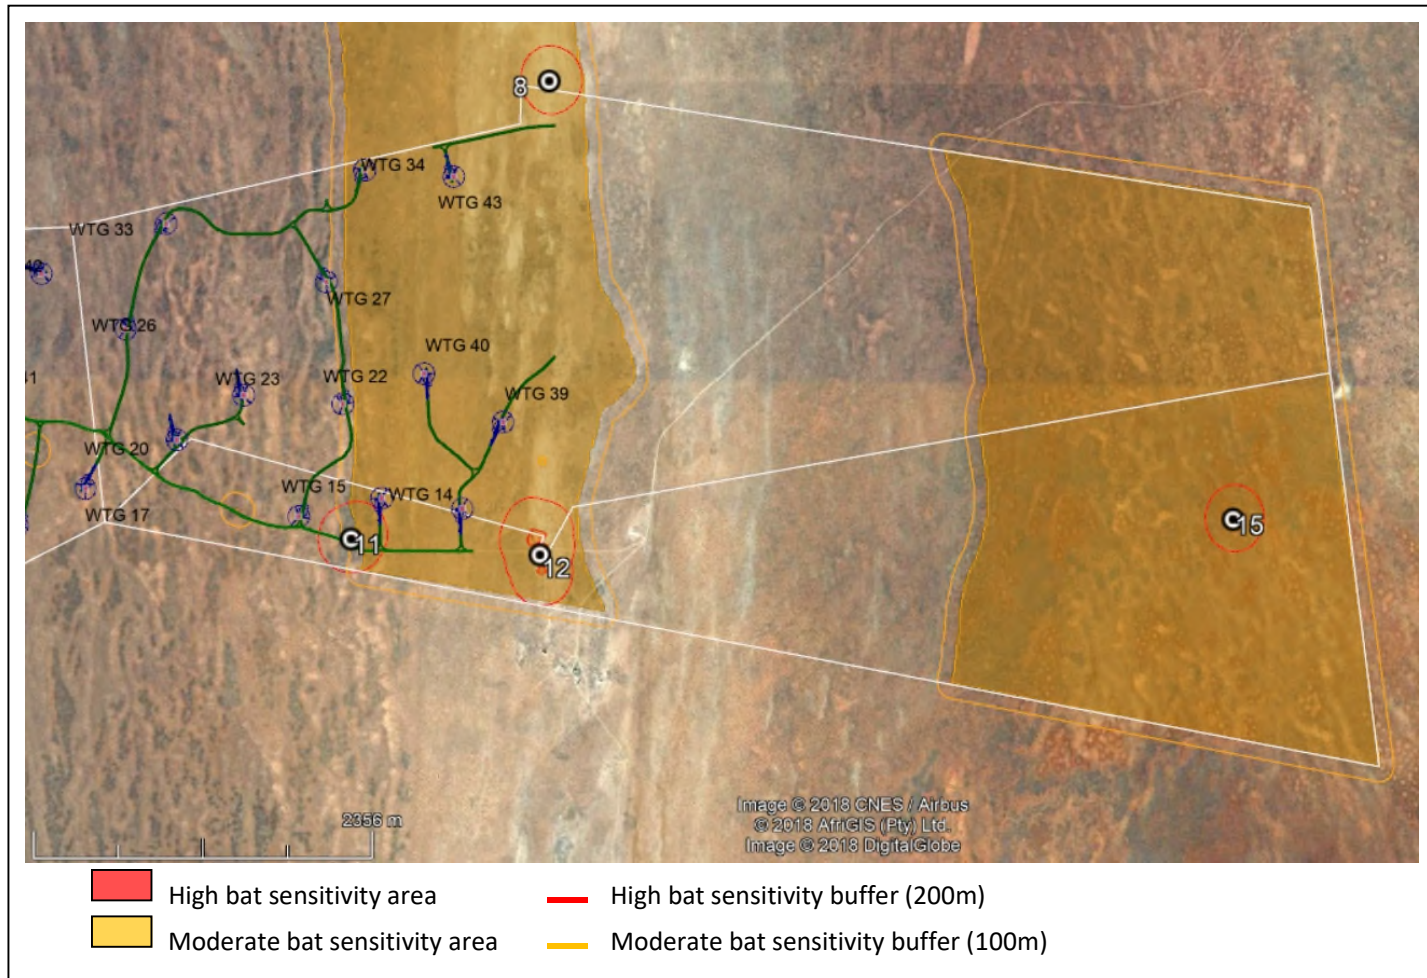 8
WTG 34
WTG 43
WTG 33
WTG 27
WTG 26
WTG 40
WTG 23
WTG 22
WTG 39
WTG 20
WTG 15
WTG 14
WTG 17
11
12
15
2356 m
Image © 2018 CNES / Airbus
© 2018 AfriGIS (Pty) Ltd.
Image © 2018 DigitalGlobe
High bat sensitivity area
High bat sensitivity buffer (200m)
Moderate bat sensitivity area
Moderate bat sensitivity buffer (100m)